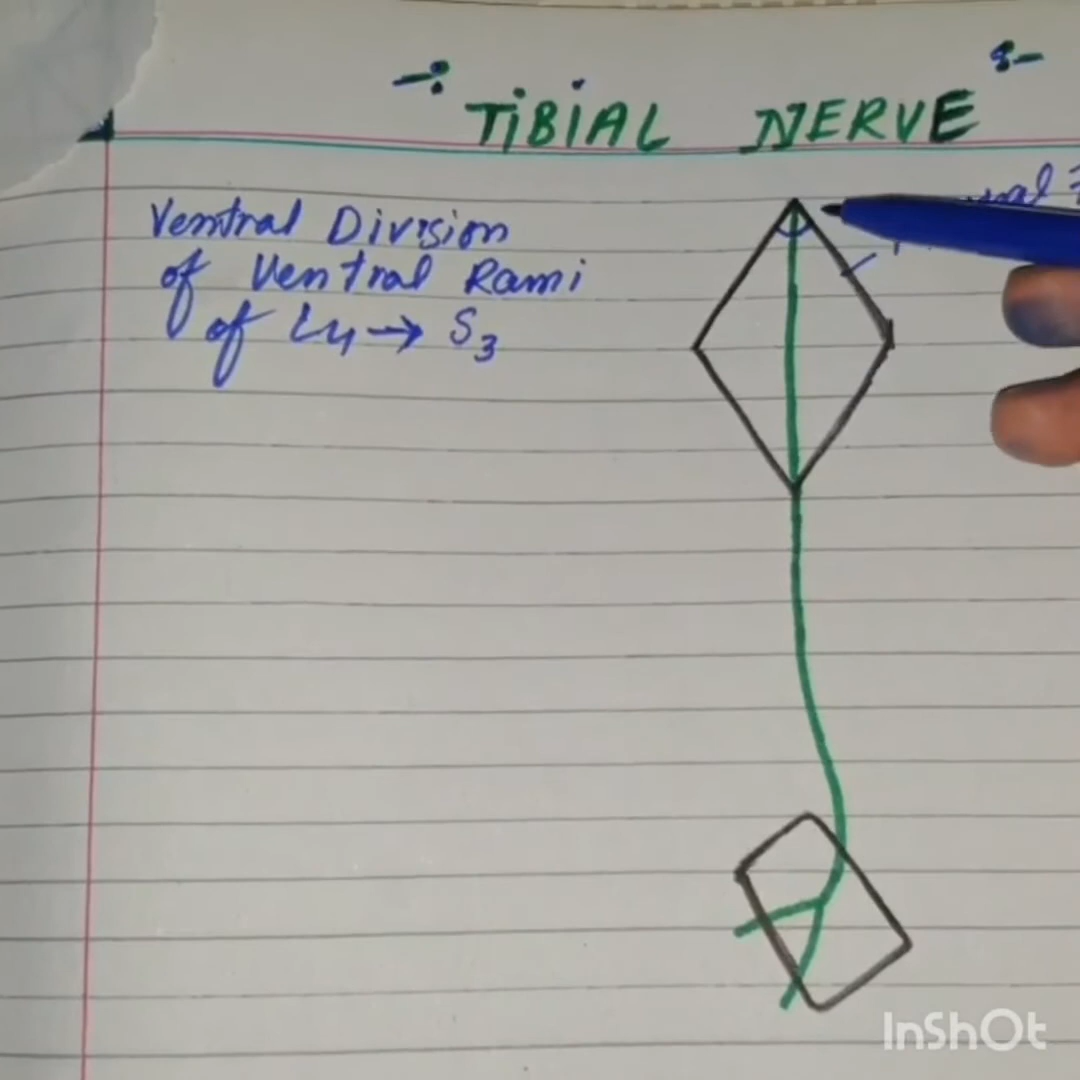 -: TIBIAL NERVE :-
Ventral Division
of Ventral Rami
of L4 → S3
InShOt